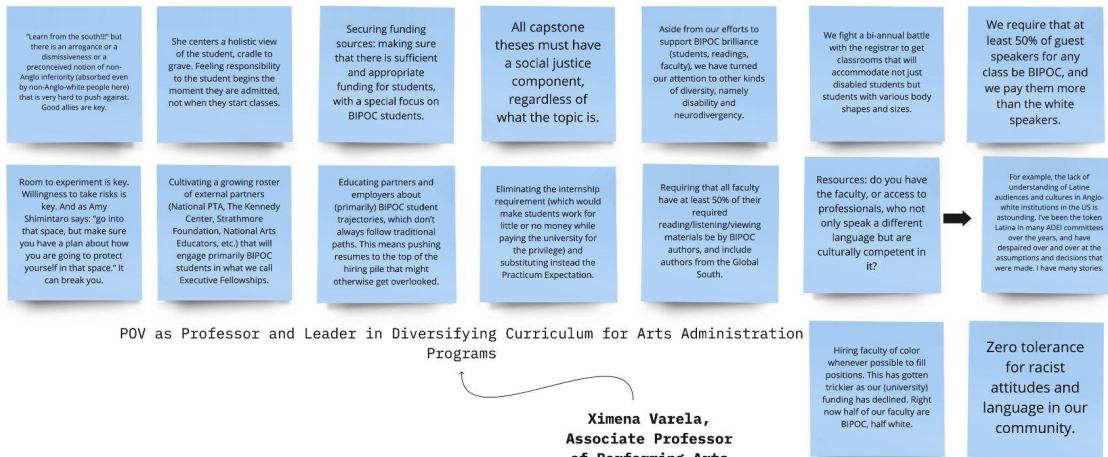 "Learn from the south!!!" but
there is an arrogance or a
dismissiveness or a
preconceived notion of non-
Anglo inferiority (absorbed even
by non-Anglo-white people here)
that is very hard to push against.
Good allies are key.
She centers a holistic view
of the student, cradle to
grave. Feeling responsibility
to the student begins the
moment they are admitted,
not when they start classes.
Securing funding
sources: making sure
that there is sufficient
and appropriate
funding for students,
with a special focus on
BIPOC students.
All capstone
theses must have
a social justice
component,
regardless of
what the topic is.
Aside from our efforts to
support BIPOC brilliance
(students, readings,
faculty), we have turned
our attention to other kinds
of diversity, namely
disability and
neurodivergency.
We fight a bi-annual battle
with the registrar to get
classrooms that will
accommodate not just
disabled students but
students with various body
shapes and sizes.
We require that at
least 50% of guest
speakers for any
class be BIPOC, and
we pay them more
than the white
speakers.
Room to experiment is key.
Willingness to take risks is
key. And as Amy
Shimintaro says: "go into
that space, but make sure
you have a plan about how
you are going to protect
yourself in that space." It
can break you.
Cultivating a growing roster
of external partners
(National PTA, The Kennedy
Center, Strathmore
Foundation, National Arts
Educators, etc.) that will
engage primarily BIPOC
students in what we call
Executive Fellowships.
Educating partners and
employers about
(primarily) BIPOC student
trajectories, which don't
always follow traditional
paths. This means pushing
resumes to the top of the
hiring pile that might
otherwise get overlooked.
Eliminating the internship
requirement (which would
make students work for
little or no money while
paying the university for
the privilege) and
substituting instead the
Practicum Expectation.
Requiring that all faculty
have at least 50% of their
required
reading/listening/viewing
materials be by BIPOC
authors, and include
authors from the Global
South.
Resources: do you have
the faculty, or access to
professionals, who not
only speak a different
language but are
culturally competent in
it?
For example, the lack of
understanding of Latine
audiences and cultures in Anglo-
white institutions in the US is
astounding. I've been the token
Latina in many ADEI committees
over the years, and have
despaired over and over at the
assumptions and decisions that
were made. I have many stories.
POV as Professor and Leader in Diversifying Curriculum for Arts Administration
Programs
Hiring faculty of color
whenever possible to fill
positions. This has gotten
trickier as our (university)
funding has declined. Right
now half of our faculty are
BIPOC, half white.
Zero tolerance
for racist
attitudes and
language in our
community.
Ximena Varela,
Associate Professor
of Performing Arts